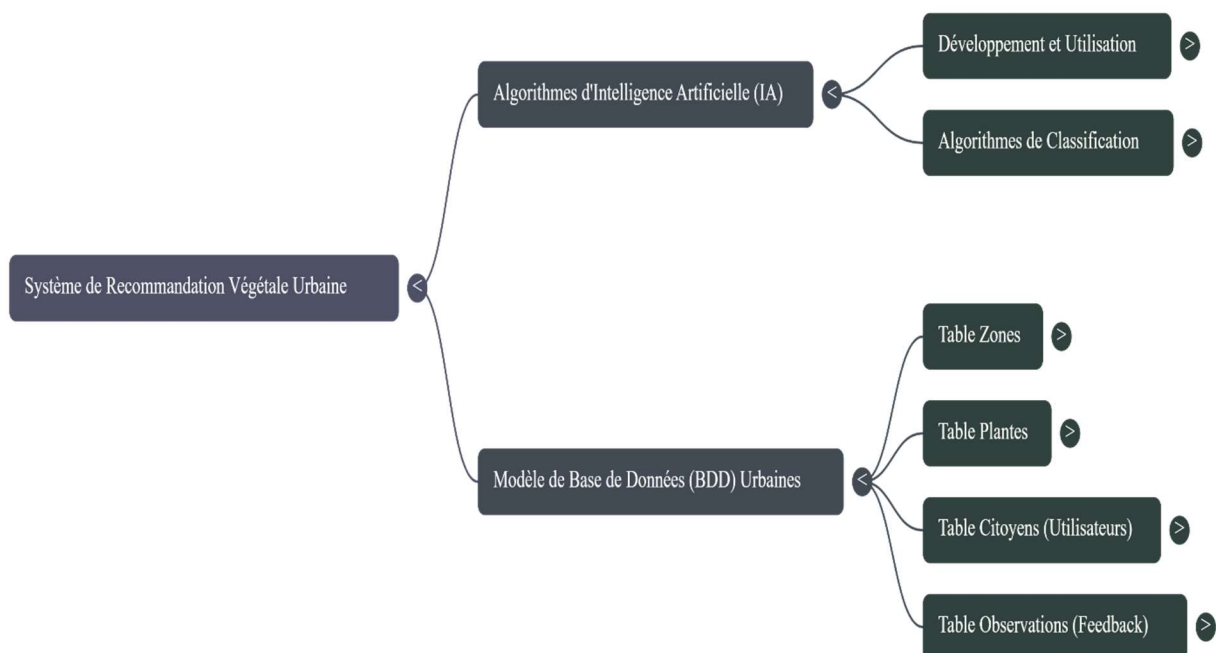 Système de Recommandation Végétale Urbaine
<
Algorithmes d'Intelligence Artificielle (IA)
<
Développement et Utilisation
>
Algorithmes de Classification
>
Modèle de Base de Données (BDD) Urbaines
<
Table Zones
>
Table Plantes
>
Table Citoyens (Utilisateurs)
>
Table Observations (Feedback)
>